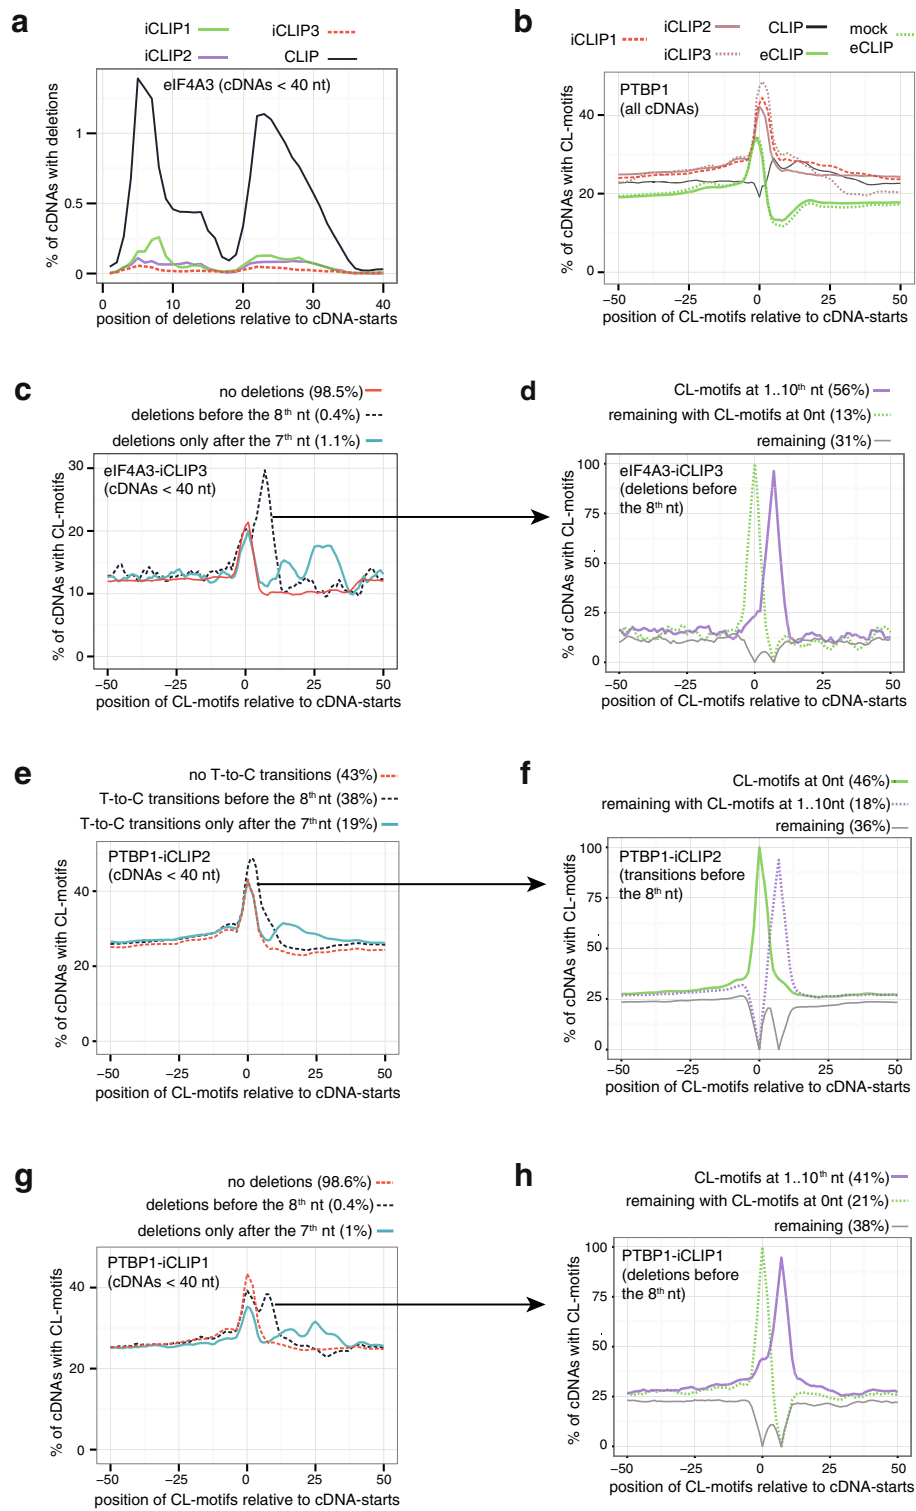 a
iCLIP1
iCLIP3
iCLIP2
CLIP
eIF4A3 (cDNAs < 40 nt)
% of cDNAs with deletions
1
0.5
0
0 10 20 30 40
position of deletions relative to cDNA-starts
b
iCLIP1
iCLIP2
iCLIP3
CLIP
eCLIP
mock
eCLIP
PTBP1
(all cDNAs)
% of cDNAs with CL-motifs
40
20
0
−50 −25 0 25 50
position of CL-motifs relative to cDNA-starts
c
no deletions (98.5%)
deletions before the 8th nt (0.4%)
deletions only after the 7th nt (1.1%)
eIF4A3-iCLIP3
(cDNAs < 40 nt)
% of cDNAs with CL-motifs
30
20
10
0
−50 −25 0 25 50
position of CL-motifs relative to cDNA-starts
d
CL-motifs at 1..10th nt (56%)
remaining with CL-motifs at 0nt (13%)
remaining (31%)
eIF4A3-iCLIP3
(deletions before
the 8th nt)
% of cDNAs with CL-motifs
100
75
50
25
0
−50 −25 0 25 50
position of CL-motifs relative to cDNA-starts
e
no T-to-C transitions (43%)
T-to-C transitions before the 8th nt (38%)
T-to-C transitions only after the 7th nt (19%)
PTBP1-iCLIP2
(cDNAs < 40 nt)
% of cDNAs with CL-motifs
40
20
0
−50 −25 0 25 50
position of CL-motifs relative to cDNA-starts
f
CL-motifs at 0nt (46%)
remaining with CL-motifs at 1..10nt (18%)
remaining (36%)
PTBP1-iCLIP2
(transitions before
the 8th nt)
% of cDNAs with CL-motifs
100
75
50
25
0
−50 −25 0 25 50
position of CL-motifs relative to cDNA-starts
g
no deletions (98.6%)
deletions before the 8th nt (0.4%)
deletions only after the 7th nt (1%)
PTBP1-iCLIP1
(cDNAs < 40 nt)
% of cDNAs with CL-motifs
40
20
0
−50 −25 0 25 50
position of CL-motifs relative to cDNA-starts
h
CL-motifs at 1..10th nt (41%)
remaining with CL-motifs at 0nt (21%)
remaining (38%)
PTBP1-iCLIP1
(deletions before
the 8th nt)
% of cDNAs with CL-motifs
100
75
50
25
0
−50 −25 0 25 50
position of CL-motifs relative to cDNA-starts